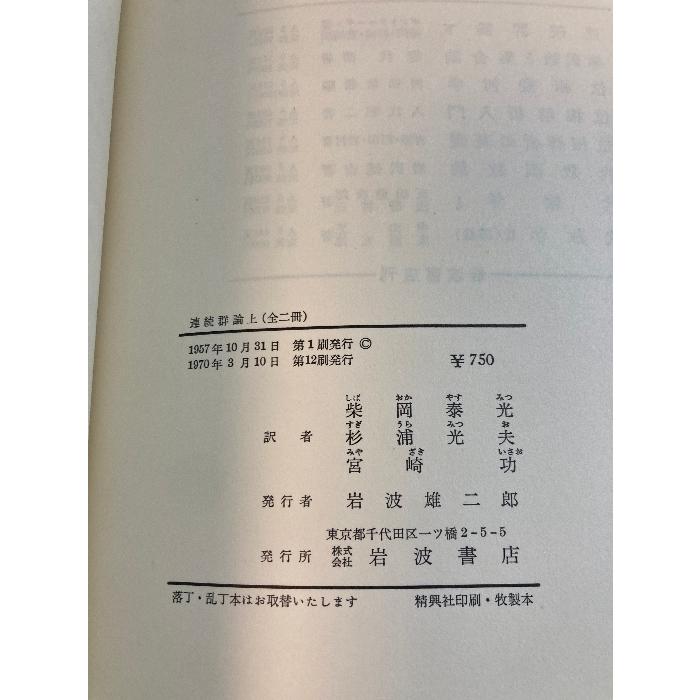 連続群論上(全二冊)
1957年10月31日 第1刷発行©
1970年3月10日 第12刷発行
¥750
しば おか やす みつ
柴岡泰光
すぎ うら みつ お
訳者 杉浦光夫
みや ざき いさお
宮崎功
発行者 岩波雄二郎
東京都千代田区一ツ橋2-5-5
発行所 株式会社 岩波書店
落丁・乱丁本はお取替いたします
精興社印刷・牧製本